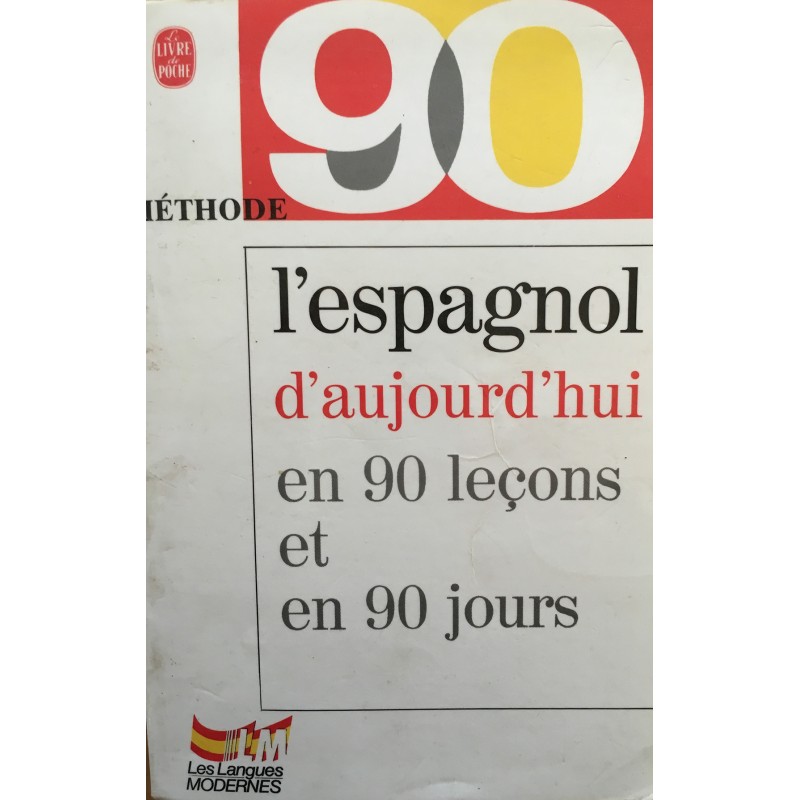 Le
LIVRE
de
POCHE
90
MÉTHODE
l'espagnol
d'aujourd'hui
en 90 leçons
et
en 90 jours
LM
Les Langues
MODERNES